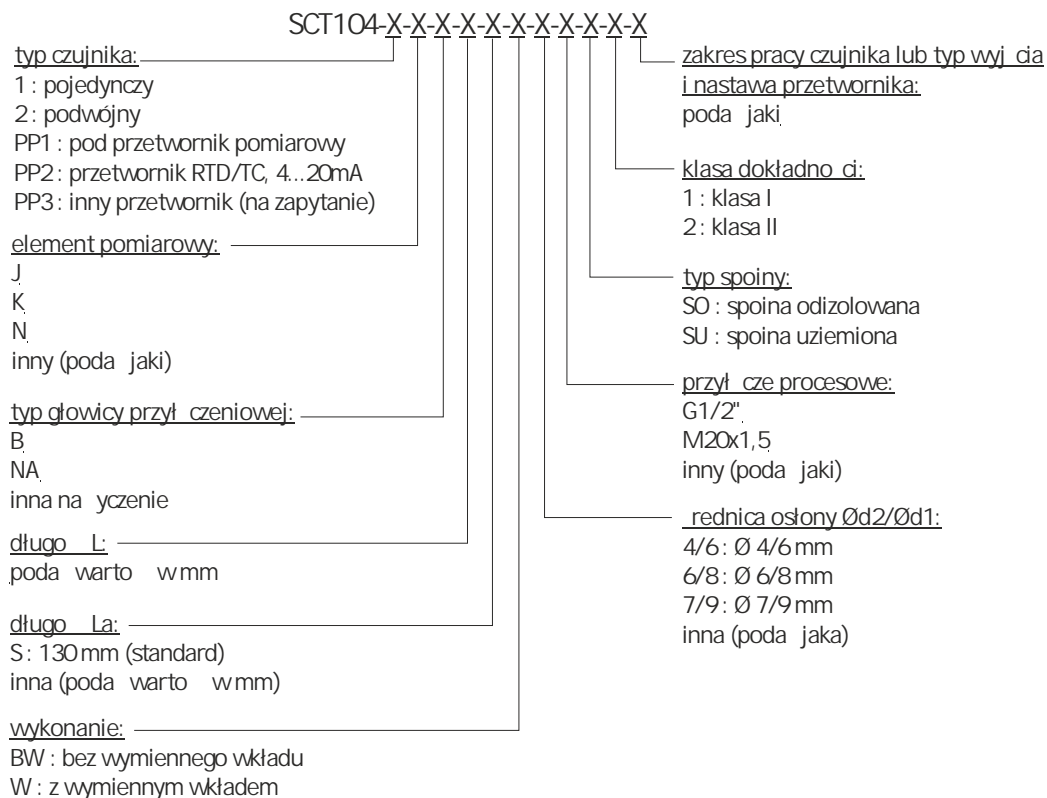 SCT104-X-X-X-X-X-X-X-X-X-X-X
typ czujnika:
1 : pojedynczy
2 : podwójny
PP1 : pod przetwornik pomiarowy
PP2 : przetwornik RTD/TC, 4...20mA
PP3 : inny przetwornik (na zapytanie)
element pomiarowy:
J
K
N
inny (poda jaki)
typ głowicy przył czeniowej:
B
NA
inna na yczenie
długo L:
poda warto w mm
długo La:
S : 130 mm (standard)
inna (poda warto w mm)
wykonanie:
BW : bez wymiennego wkładu
W : z wymiennym wkładem
zakres pracy czujnika lub typ wyj cia
i nastawa przetwornika:
poda jaki
klasa dokładno ci:
1 : klasa I
2 : klasa II
typ spoiny:
SO : spoina odizolowana
SU : spoina uziemiona
przył cze procesowe:
G1/2"
M20x1,5
inny (poda jaki)
rednica osłony Ød2/Ød1:
4/6 : Ø 4/6 mm
6/8 : Ø 6/8 mm
7/9 : Ø 7/9 mm
inna (poda jaka)